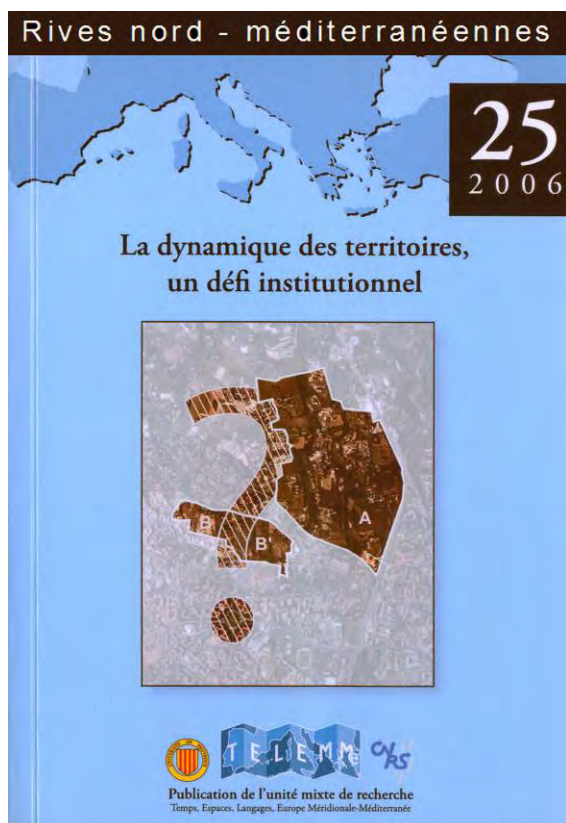 Rives nord - méditerranéennes
25
2006
La dynamique des territoires,
un défi institutionnel
A
B
B'
TELEMMe
CNRS
Publication de l'unité mixte de recherche
Temps, Espaces, Langages, Europe Méridionale-Méditerranée